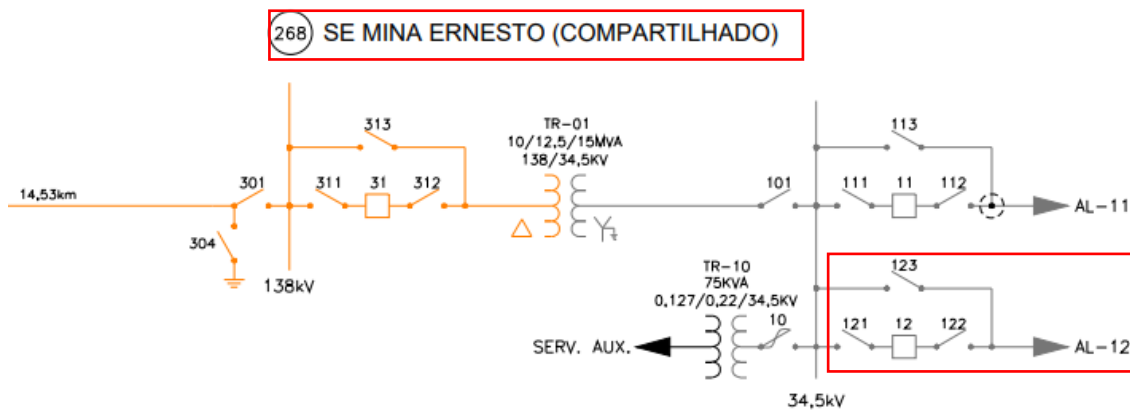 268 SE MINA ERNESTO (COMPARTILHADO)
313
TR-01
10/12,5/15MVA
138/34,5KV
113
14,53km
301
311
31
312
101
111
11
112
AL-11
304
138kV
TR-10
75KVA
0,127/0,22/34,5KV
123
10
121
12
122
SERV. AUX.
AL-12
34,5kV